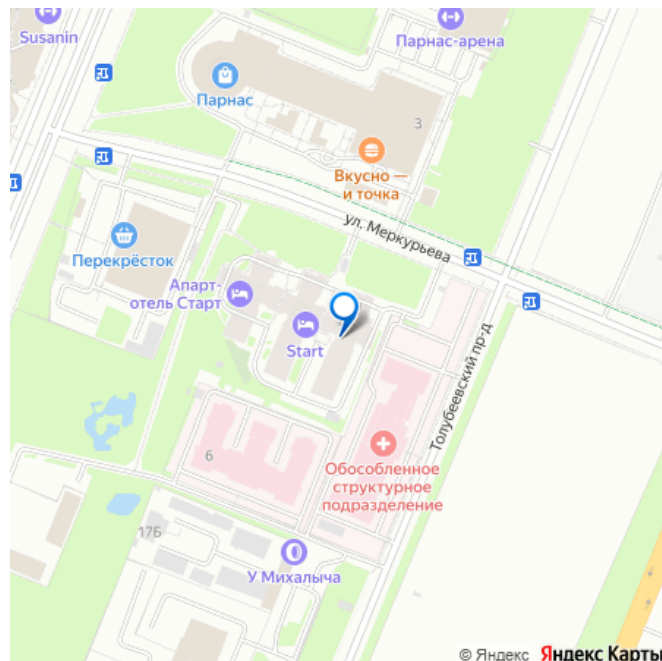 Susanin
Парнас-арена
Парнас
3
Вкусно —
и точка
ул. Меркурьева
Перекрёсток
Апарт-
отель Старт
Start
Толубеевский пр-д
6
Обособленное
структурное
подразделение
17Б
У Михалыча
© Яндекс Яндекс Карты